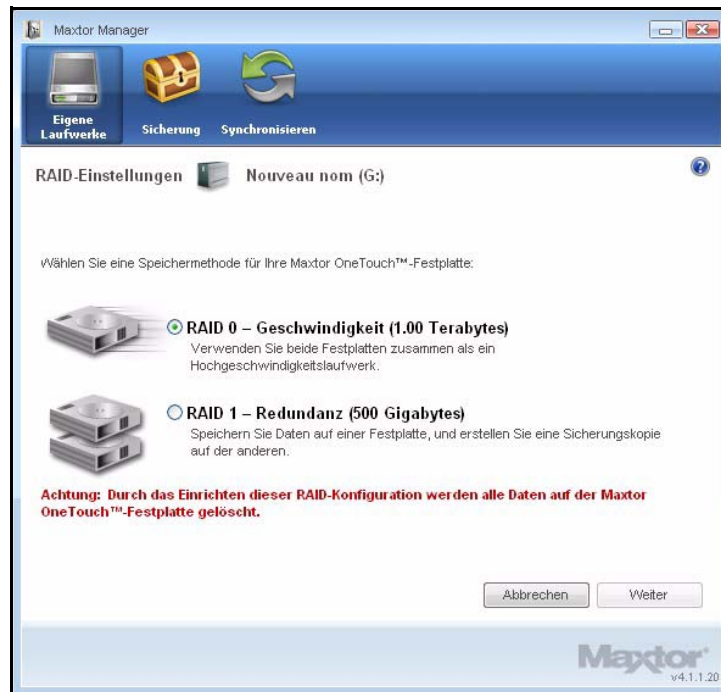 Maxtor Manager
Eigene
Laufwerke
Sicherung
Synchronisieren
RAID-Einstellungen Nouveau nom (G:)
Wählen Sie eine Speichermethode für Ihre Maxtor OneTouch™-Festplatte:
RAID 0 – Geschwindigkeit (1.00 Terabytes)
Verwenden Sie beide Festplatten zusammen als ein
Hochgeschwindigkeitslaufwerk.
RAID 1 – Redundanz (500 Gigabytes)
Speichern Sie Daten auf einer Festplatte, und erstellen Sie eine Sicherungskopie
auf der anderen.
Achtung: Durch das Einrichten dieser RAID-Konfiguration werden alle Daten auf der Maxtor
OneTouch™-Festplatte gelöscht.
Abbrechen
Weiter
Maxtor
v4.1.1.20